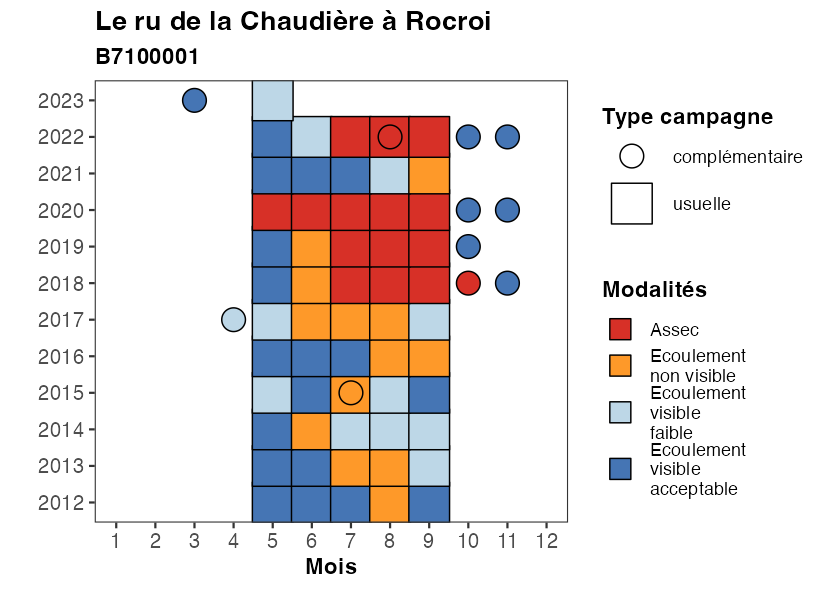 Le ru de la Chaudière à Rocroi
B7100001
2023
2022
2021
2020
2019
2018
2017
2016
2015
2014
2013
2012
1 2 3 4 5 6 7 8 9 10 11 12
Mois
Type campagne
complémentaire
usuelle
Modalités
Assec
Ecoulement
non visible
Ecoulement
visible
faible
Ecoulement
visible
acceptable